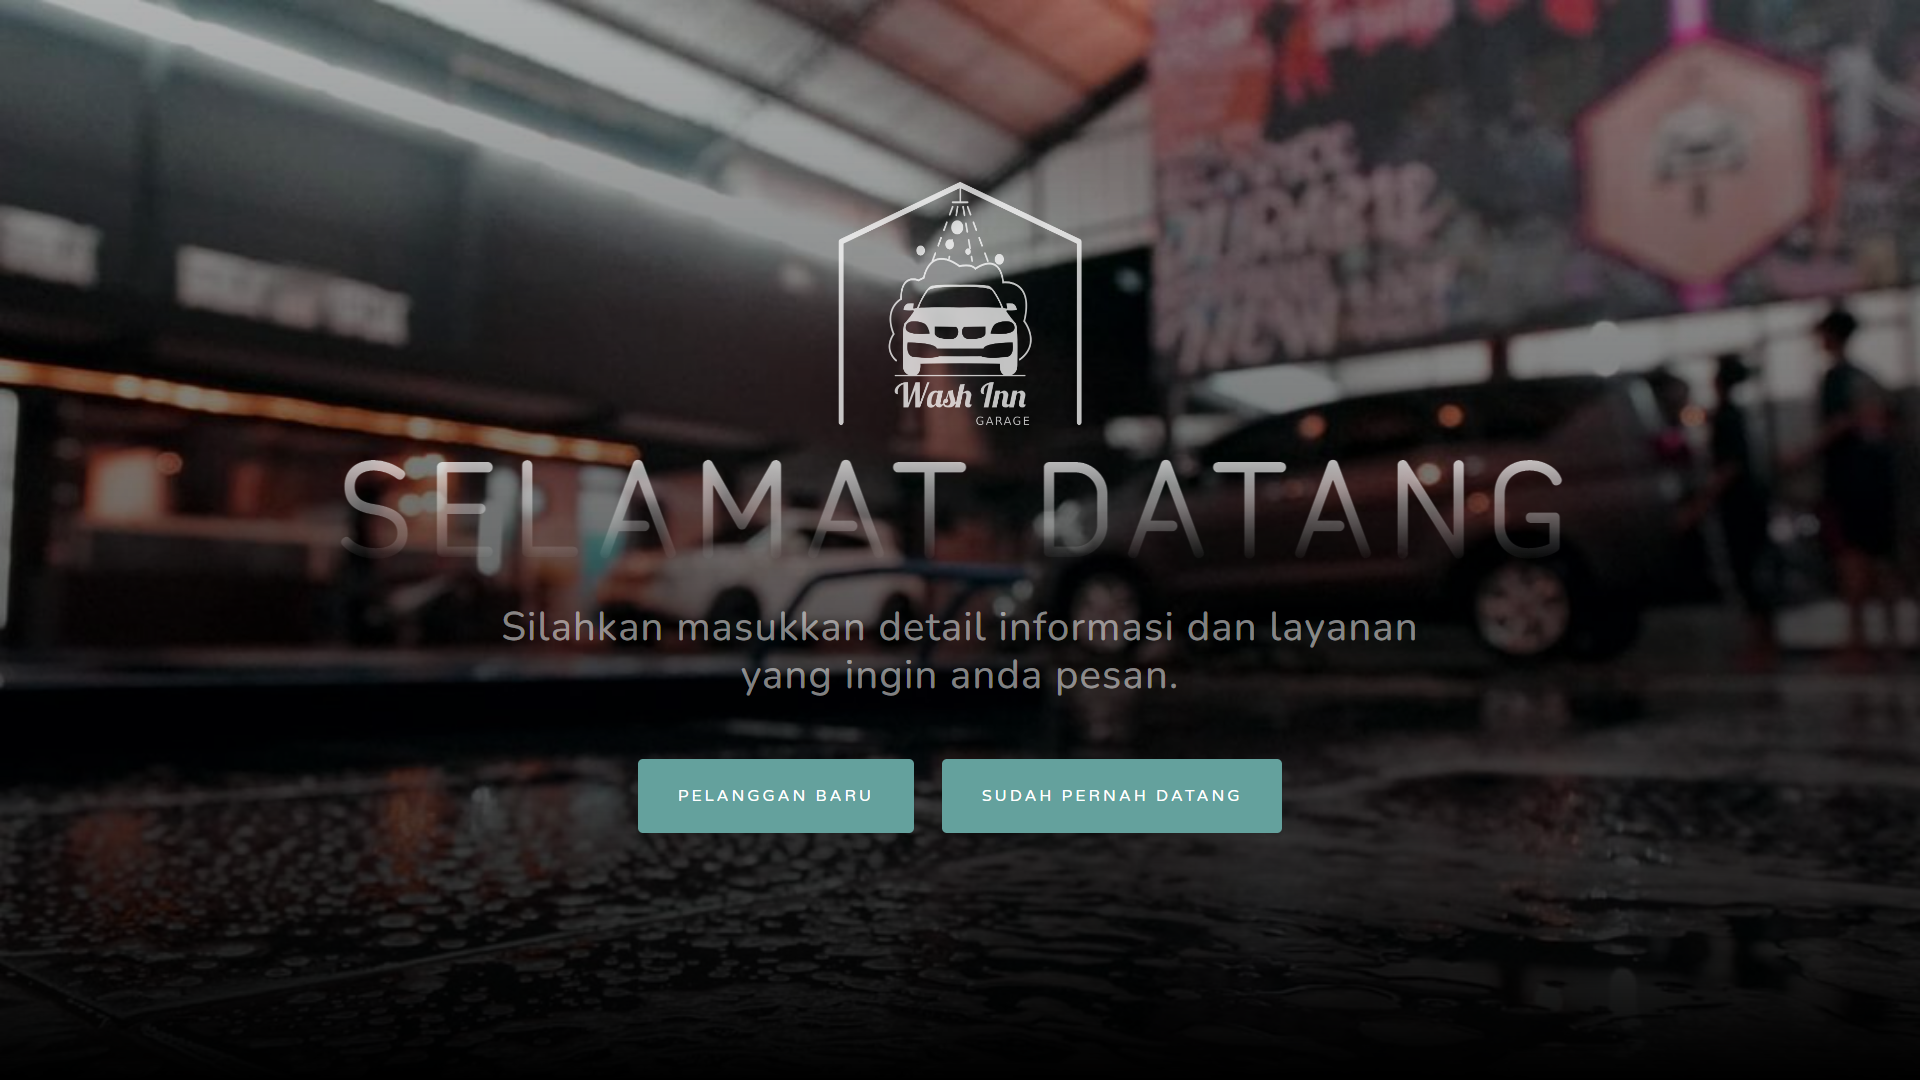 Wash Inn
GARAGE
SELAMAT DATANG
Silahkan masukkan detail informasi dan layanan
yang ingin anda pesan.
PELANGGAN BARU
SUDAH PERNAH DATANG